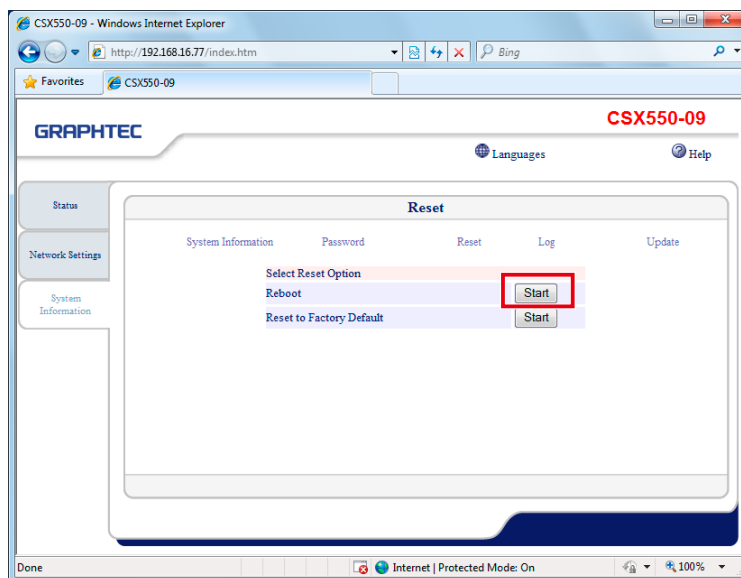 CSX550-09 - Windows Internet Explorer
http://192.168.16.77/index.htm
Bing
Favorites
CSX550-09
GRAPHTEC
CSX550-09
Languages
Help
Status
Network Settings
System
Information
Reset
System Information Password Reset Log Update
Select Reset Option
Reboot Start
Reset to Factory Default Start
Done
Internet | Protected Mode: On
100%